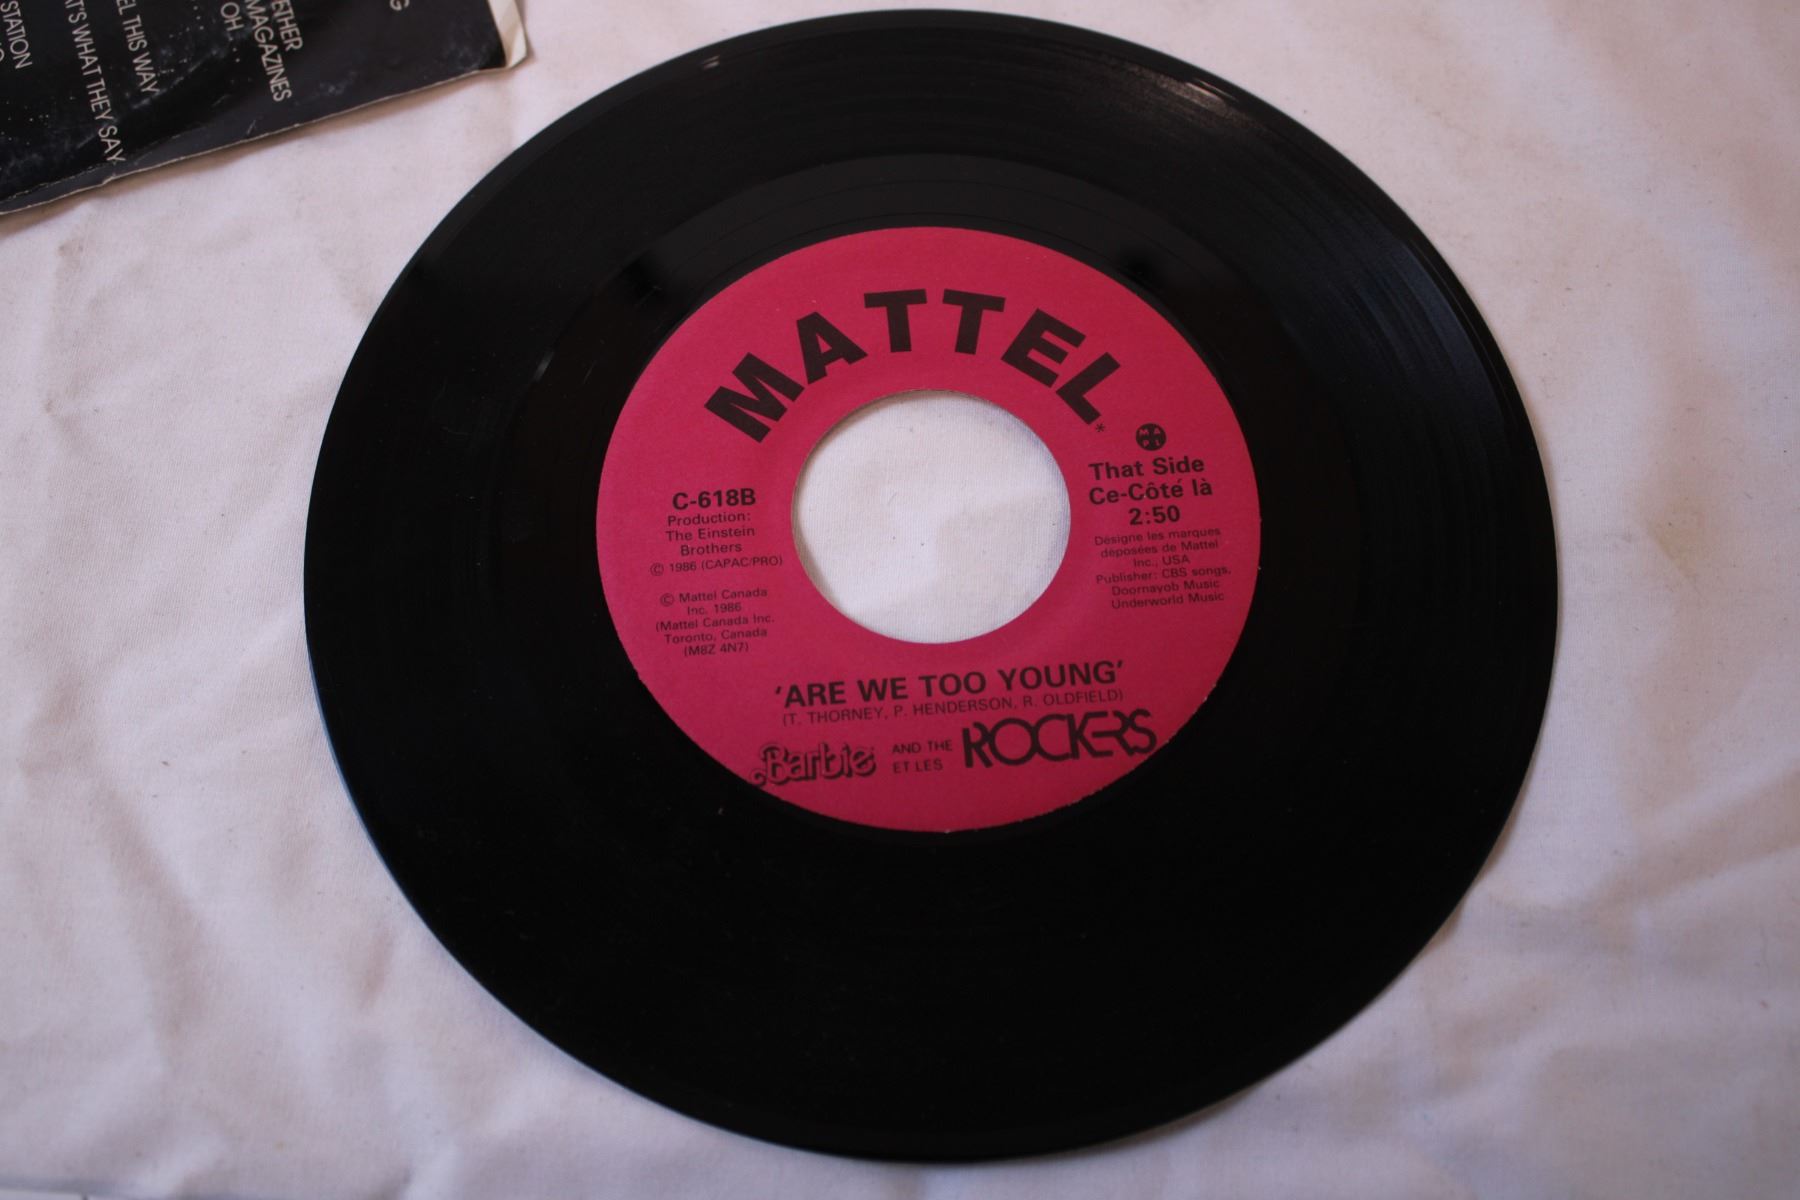 G
ETHER
MAGAZINES
OH
EL THIS WAY
AT'S WHAT THEY SAY
STATION
MATTEL*
MAPL
That Side
Ce-Côté là
2:50
Désigne les marques
déposées de Mattel
Inc., USA
Publisher: CBS songs,
Doornayob Music
Underworld Music
C-618B
Production:
The Einstein
Brothers
© 1986 (CAPAC/PRO)
© Mattel Canada
Inc. 1986
(Mattel Canada Inc.
Toronto, Canada
(M8Z 4N7)
'ARE WE TOO YOUNG'
(T. THORNEY, P. HENDERSON, R. OLDFIELD)
Barbie AND THE ROCKERS
ET LES